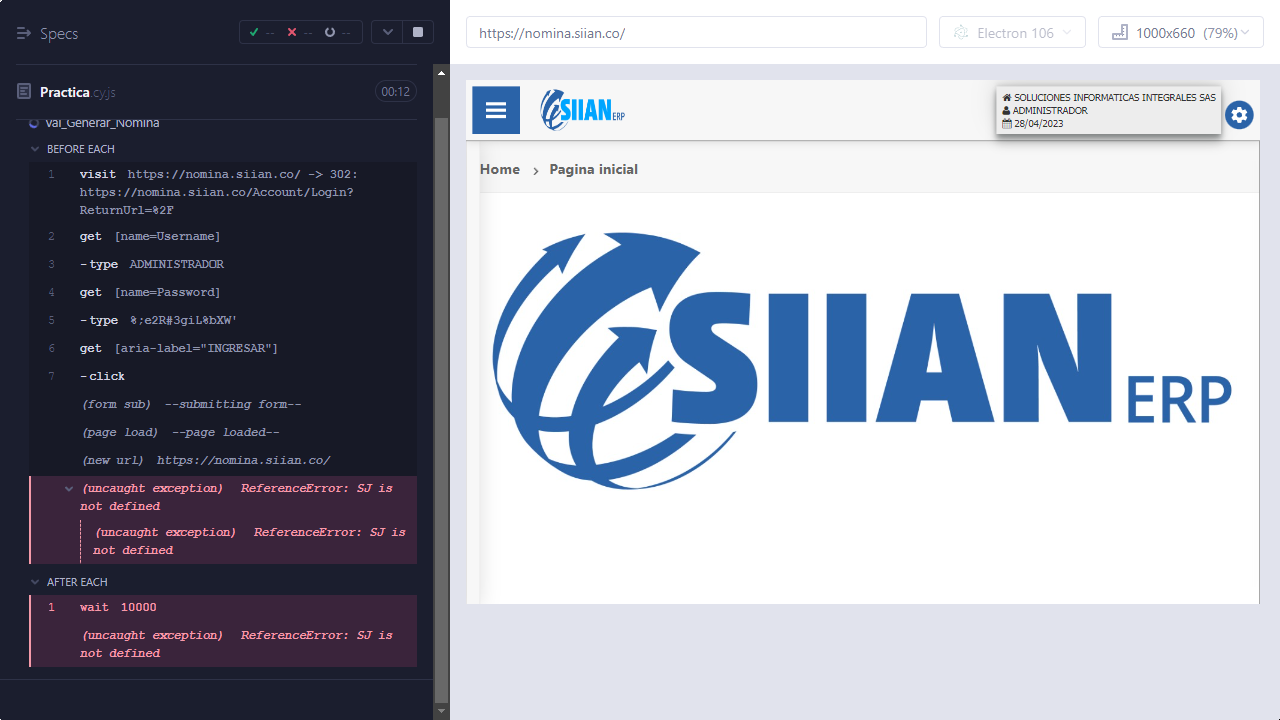 Specs
--
--
--
https://nomina.siian.co/
Electron 106
1000x660 (79%)
Practica.cy.js
00:12
Val_Generar_Nomina
BEFORE EACH
1 visit https://nomina.siian.co/ -> 302:
https://nomina.siian.co/Account/Login?
ReturnUrl=%2F
2 get [name=Username]
3 -type ADMINISTRADOR
4 get [name=Password]
5 -type %;e2R#3giL%bXW'
6 get [aria-label="INGRESAR"]
7 -click
(form sub) --submitting form--
(page load) --page loaded--
(new url) https://nomina.siian.co/
(uncaught exception) ReferenceError: SJ is
not defined
(uncaught exception) ReferenceError: SJ is
not defined
AFTER EACH
1 wait 10000
(uncaught exception) ReferenceError: SJ is
not defined
SIIAN ERP
SOLUCIONES INFORMATICAS INTEGRALES SAS
ADMINISTRADOR
28/04/2023
Home > Pagina inicial
SIIAN ERP